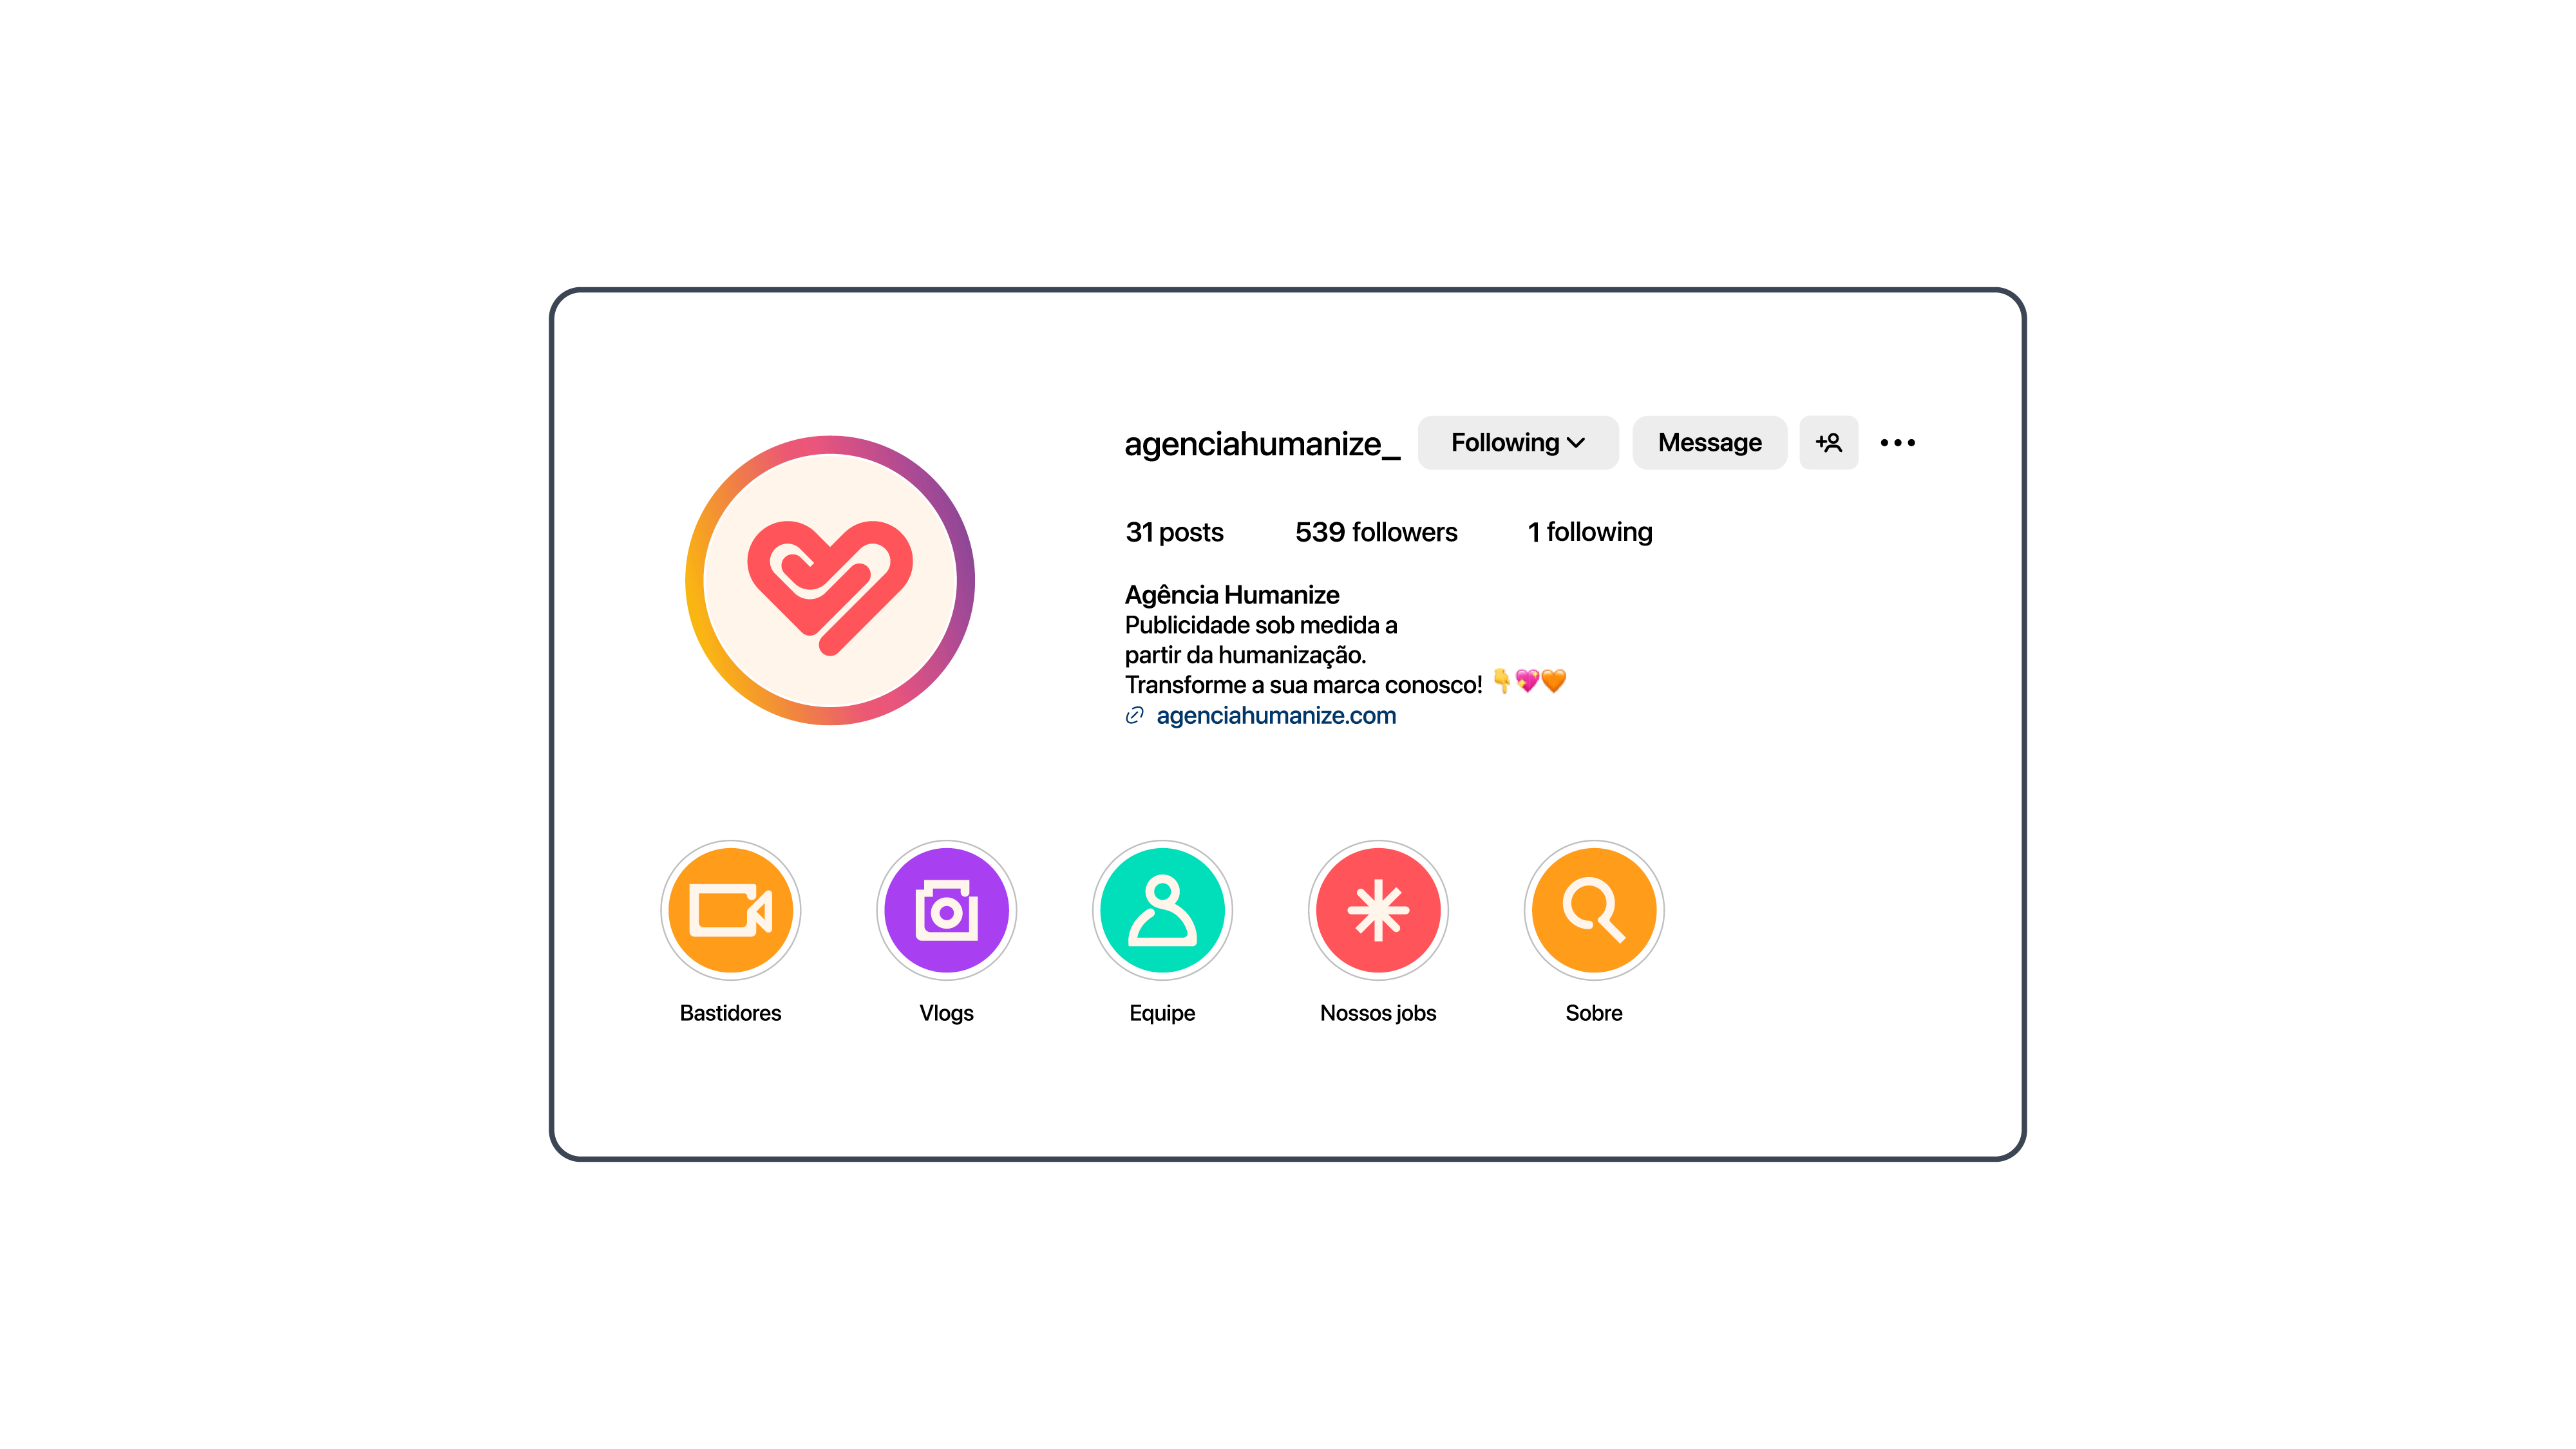 agenciahumanize_ Following Message
31 posts 539 followers 1 following
Agência Humanize
Publicidade sob medida a
partir da humanização.
Transforme a sua marca conosco! 👇💖🧡
agenciahumanize.com
Bastidores Vlogs Equipe Nossos jobs Sobre